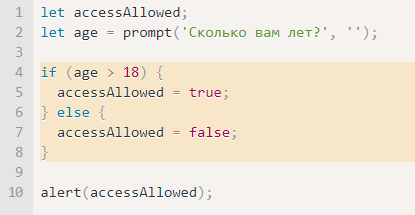 1 let accessAllowed;
2 let age = prompt('Сколько вам лет?', '');
3
4 if (age > 18) {
5   accessAllowed = true;
6 } else {
7   accessAllowed = false;
8 }
9
10 alert(accessAllowed);